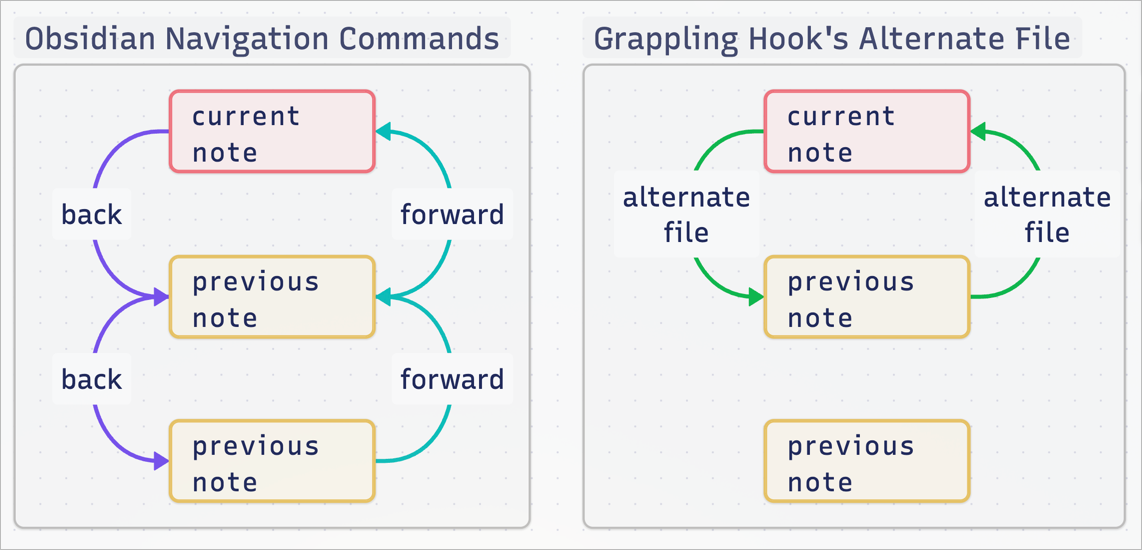 Obsidian Navigation Commands
current
note
back
forward
previous
note
back
forward
previous
note
Grappling Hook's Alternate File
current
note
alternate
file
alternate
file
previous
note
previous
note